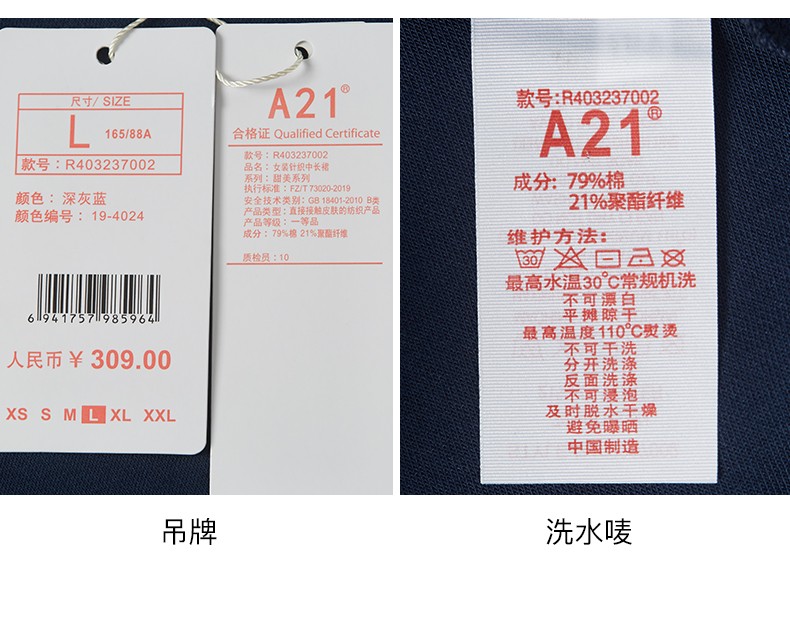 尺寸/ SIZE
L 165/88A
款号：R403237002
颜色：深灰蓝
颜色编号：19-4024
6 941757 985964
人民币 ￥ 309.00
XS S M L XL XXL
A21®
合格证 Qualified Certificate
款号：R403237002
品名：女装针织中长裙
系列：甜美系列
执行标准：FZ/T 73020-2019
安全技术类别：GB 18401-2010 B类
产品类型：直接接触皮肤的纺织产品
产品等级：一等品
成分：79%棉 21%聚酯纤维
质检员：10
吊牌
款号:R403237002
A21®
成分: 79%棉
21%聚酯纤维
维护方法:
30
最高水温30℃常规机洗
不可漂白
平摊晾干
最高温度110℃熨烫
不可干洗
分开洗涤
反面洗涤
不可浸泡
及时脱水干燥
避免曝晒
中国制造
洗水唛